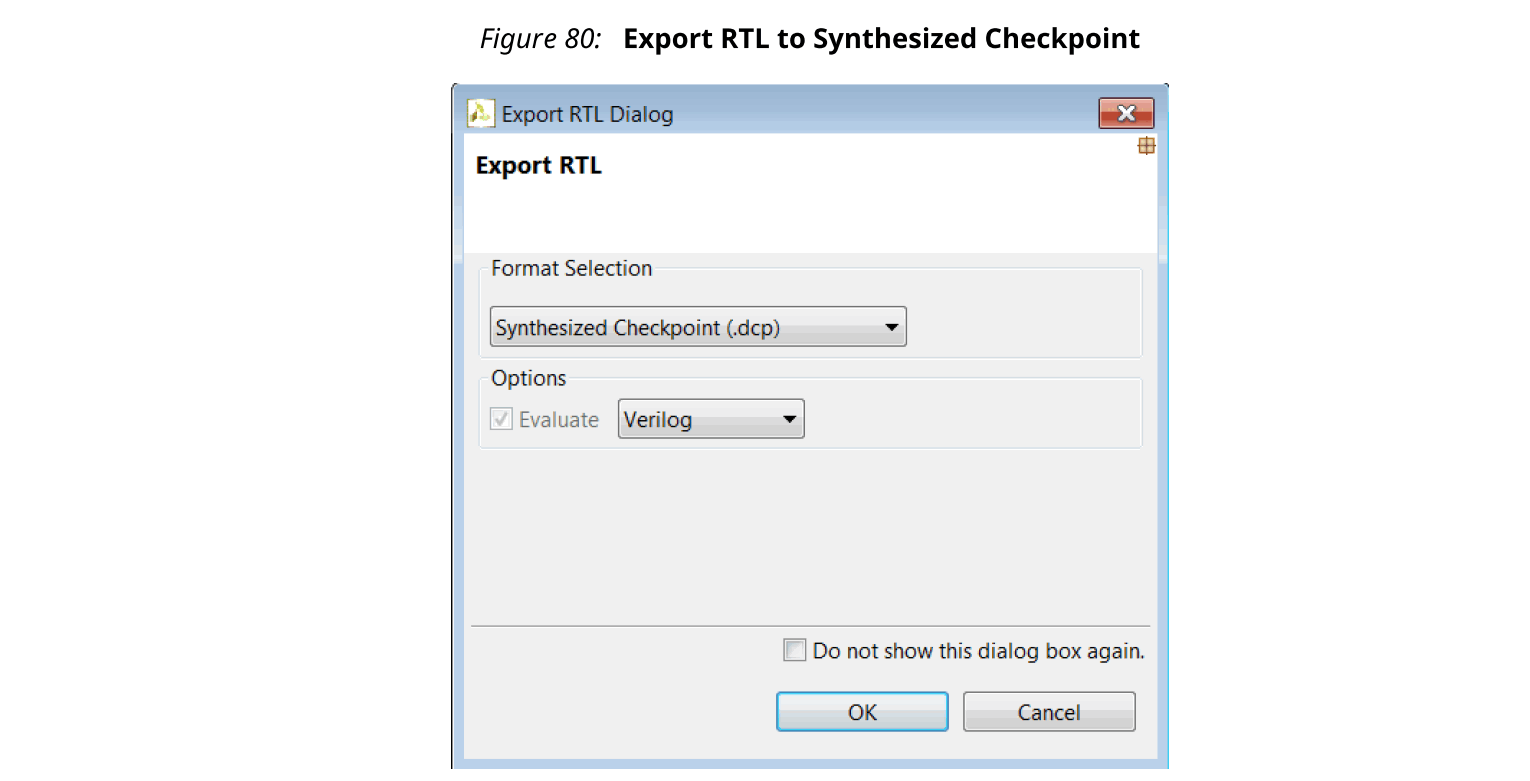 Figure 80: Export RTL to Synthesized Checkpoint
Export RTL Dialog
Export RTL
Format Selection
Synthesized Checkpoint (.dcp)
Options
Evaluate Verilog
Do not show this dialog box again.
OK Cancel